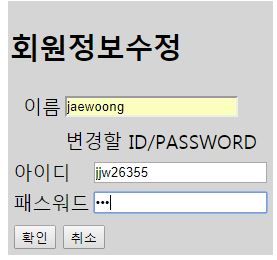 회원정보수정
이름 jaewoong
변경할 ID/PASSWORD
아이디 jjw26355
패스워드 •••
확인 취소